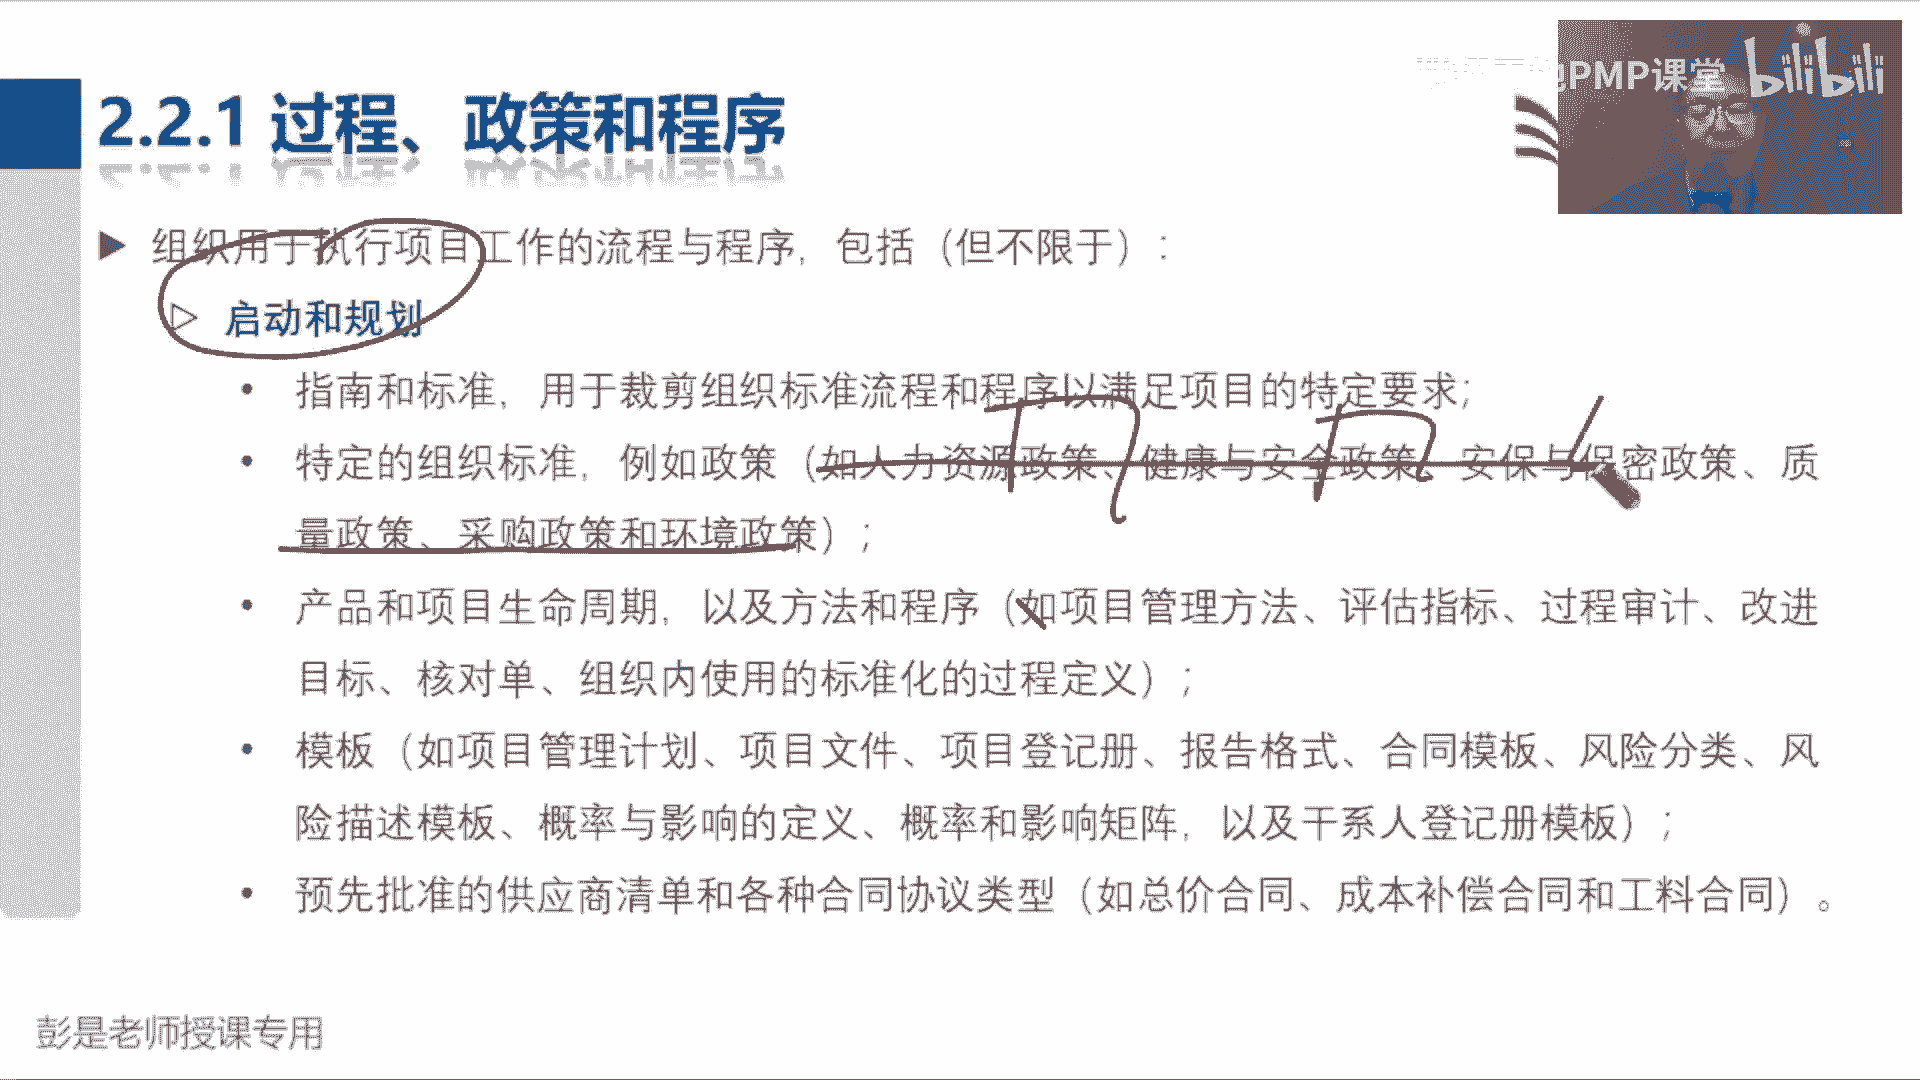 PMP课堂 bilibili
2.2.1 过程、政策和程序
组织用于执行项目工作的流程与程序，包括（但不限于）：
启动和规划
指南和标准，用于裁剪组织标准流程和程序以满足项目的特定要求；
特定的组织标准，例如政策（如人力资源政策、健康与安全政策、安保与保密政策、质
量政策、采购政策和环境政策）；
产品和项目生命周期，以及方法和程序（如项目管理方法、评估指标、过程审计、改进
目标、核对单、组织内使用的标准化的过程定义）；
模板（如项目管理计划、项目文件、项目登记册、报告格式、合同模板、风险分类、风
险描述模板、概率与影响的定义、概率和影响矩阵，以及干系人登记册模板）；
预先批准的供应商清单和各种合同协议类型（如总价合同、成本补偿合同和工料合同）。
彭是老师授课专用